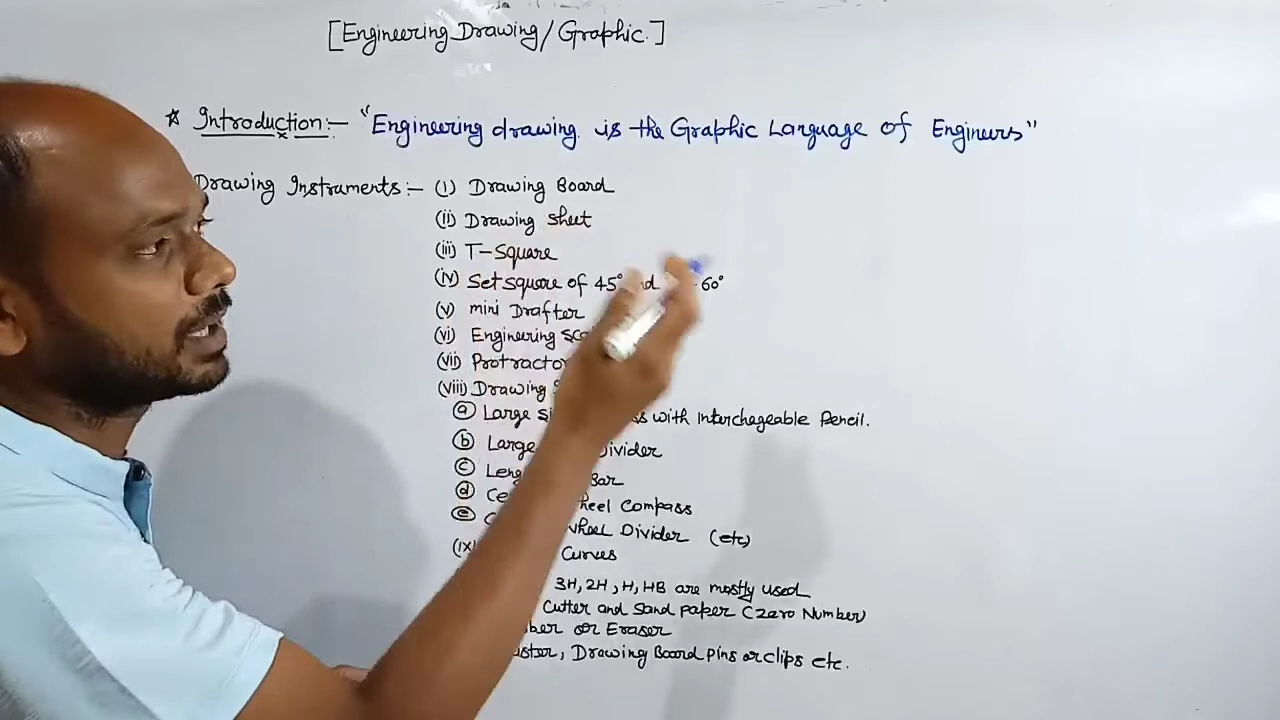 [Engineering Drawing/Graphic.]
☆ Introduction:- "Engineering drawing is the Graphic Language of Engineers"
Drawing Instruments:- (i) Drawing Board
(ii) Drawing sheet
(iii) T-Square
(iv) Set square of 45° 60°
(v) mini Drafter
(vi) Engineering
(vii) Protractor
(viii) Drawing
(a) Large with Interchageable Pencil.
(b) Large Divider
(c) Bar
(d) wheel Compass
(e) wheel Divider (etc)
(ix) Curves
3H, 2H, H, HB are mostly used
Cutter and Sand paper (Zero Number)
or Eraser
, Drawing Board Pins or clips etc.